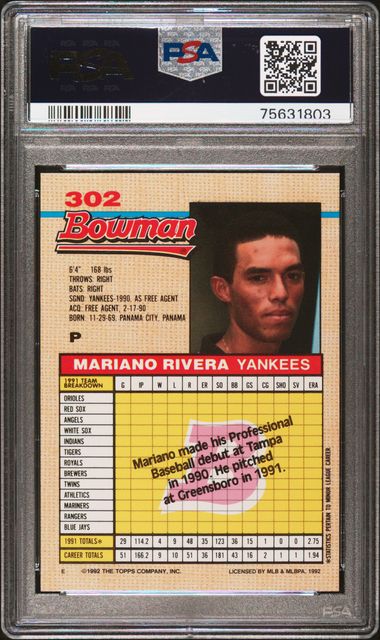 PSA
PSA
75631803
302
Bowman
6'4" 168 lbs
THROWS: RIGHT
BATS: RIGHT
SGND: YANKEES-1990, AS FREE AGENT
ACQ: FREE AGENT, 2-17-90
BORN: 11-29-69, PANAMA CITY, PANAMA
P
MARIANO RIVERA YANKEES
1991 TEAM BREAKDOWN G IP W L R ER SO BB GS CG SHO SV ERA
ORIOLES
RED SOX
ANGELS
WHITE SOX
INDIANS
TIGERS
ROYALS
BREWERS
TWINS
ATHLETICS
MARINERS
RANGERS
BLUE JAYS
Mariano made his Professional
Baseball debut at Tampa
in 1990. He pitched
at Greensboro in 1991.
1991 TOTALS* 29 114.2 4 9 48 35 123 36 15 1 0 0 2.75
CAREER TOTALS 51 166.2 9 10 51 36 181 43 16 2 1 1 1.94
*STATISTICS PERTAIN TO MINOR LEAGUE CAREER
E ©1992 THE TOPPS COMPANY, INC. LICENSED BY MLB & MLBPA, 1992
PSA